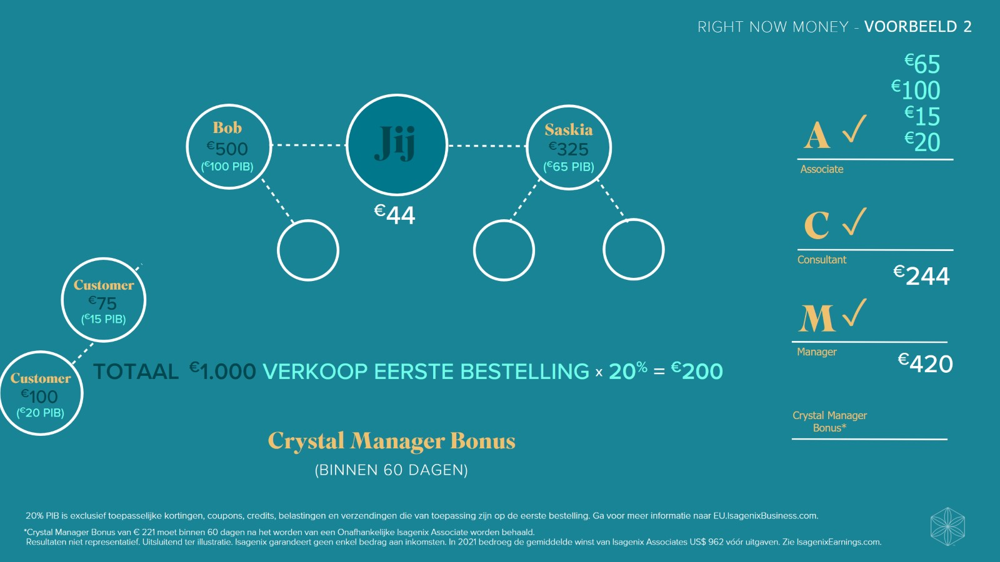 RIGHT NOW MONEY - VOORBEELD 2
€65
€100
€15
€20
A ✓
Associate
Bob
€500
(€100 PIB)
Jij
€44
Saskia
€325
(€65 PIB)
C ✓
Consultant
€244
Customer
€75
(€15 PIB)
M ✓
Manager
€420
Customer
€100
(€20 PIB)
TOTAAL €1.000 VERKOOP EERSTE BESTELLING x 20% = €200
Crystal Manager
Bonus*
Crystal Manager Bonus
(BINNEN 60 DAGEN)
20% PIB is exclusief toepasselijke kortingen, coupons, credits, belastingen en verzendingen die van toepassing zijn op de eerste bestelling. Ga voor meer informatie naar EU.IsagenixBusiness.com.
*Crystal Manager Bonus van € 221 moet binnen 60 dagen na het worden van een Onafhankelijke Isagenix Associate worden behaald.
Resultaten niet representatief. Uitsluitend ter illustratie. Isagenix garandeert geen enkel bedrag aan inkomsten. In 2021 bedroeg de gemiddelde winst van Isagenix Associates US$ 962 vóór uitgaven. Zie IsagenixEarnings.com.